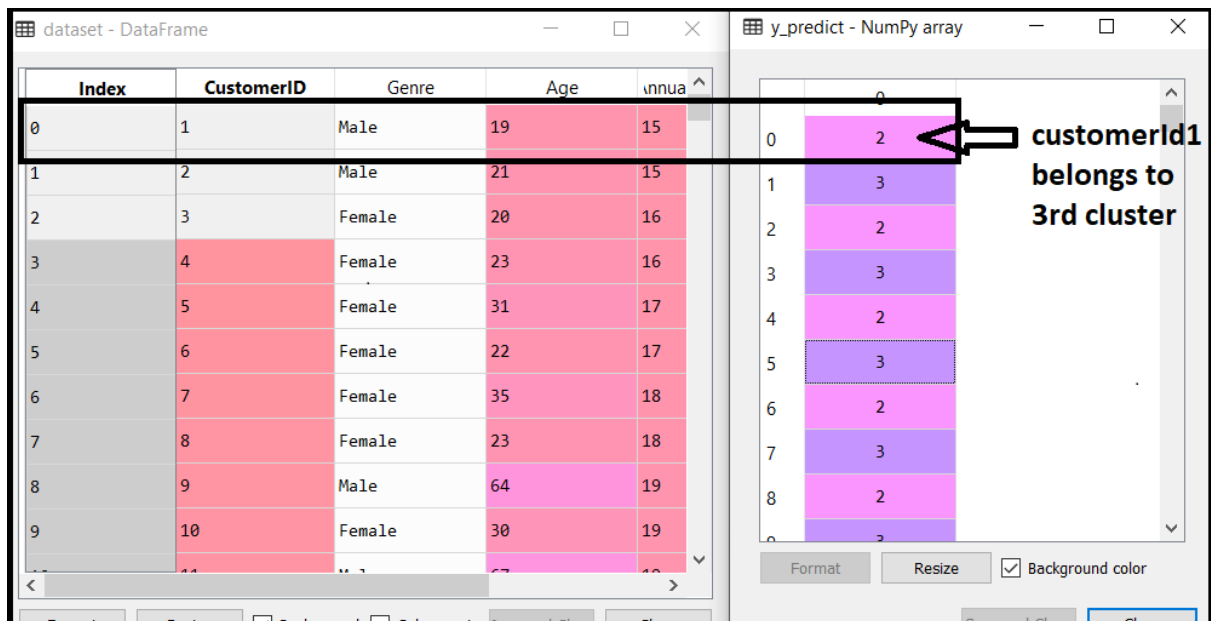 dataset - DataFrame
Index CustomerID Genre Age
0 1 Male 19 15
1 2 Male 21 15
2 3 Female 20 16
3 4 Female 23 16
4 5 Female 31 17
5 6 Female 22 17
6 7 Female 35 18
7 8 Female 23 18
8 9 Male 64 19
9 10 Female 30 19
y_predict - NumPy array
0
0 2
1 3
2 2
3 3
4 2
5 3
6 2
7 3
8 2
customerId1
belongs to
3rd cluster
Format Resize Background color